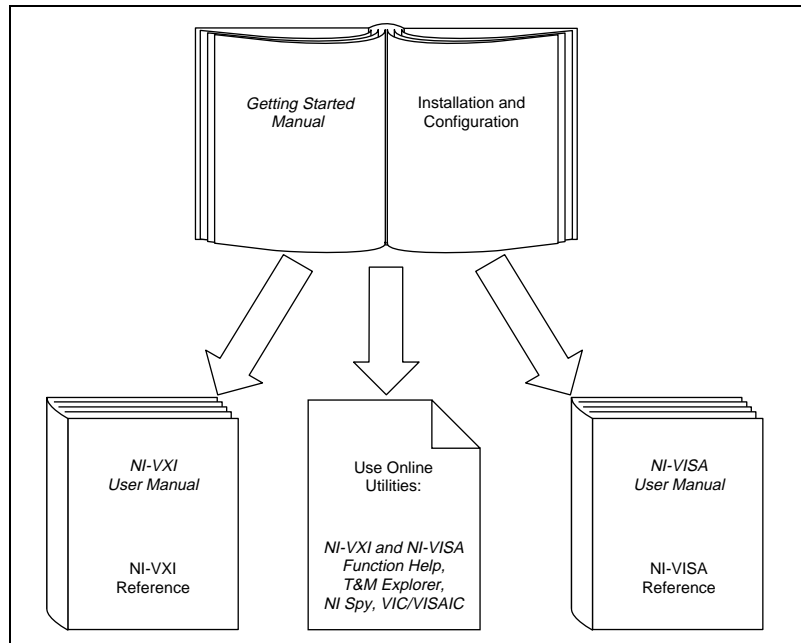 Getting Started
Manual
Installation and
Configuration
NI-VXI
User Manual
NI-VXI
Reference
Use Online
Utilities:
NI-VXI and NI-VISA
Function Help,
T&M Explorer,
NI Spy, VIC/VISAIC
NI-VISA
User Manual
NI-VISA
Reference